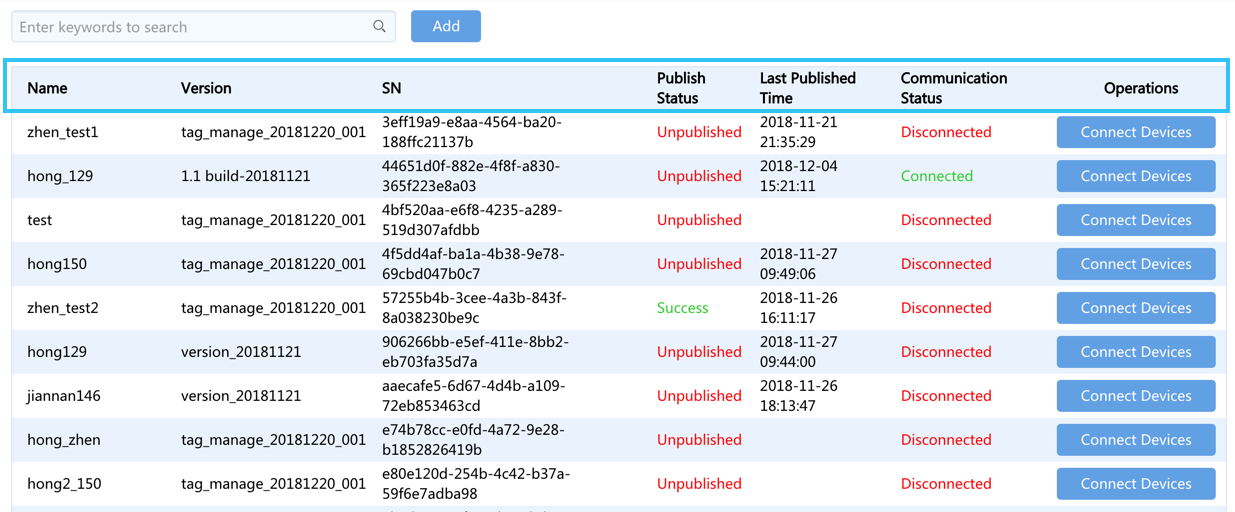 Enter keywords to search Add
Name Version SN Publish Status Last Published Time Communication Status Operations
zhen_test1 tag_manage_20181220_001 3eff19a9-e8aa-4564-ba20-188ffc21137b Unpublished 2018-11-21 21:35:29 Disconnected Connect Devices
hong_129 1.1 build-20181121 44651d0f-882e-4f8f-a830-365f223e8a03 Unpublished 2018-12-04 15:21:11 Connected Connect Devices
test tag_manage_20181220_001 4bf520aa-e6f8-4235-a289-519d307afdbb Unpublished Disconnected Connect Devices
hong150 tag_manage_20181220_001 4f5dd4af-ba1a-4b38-9e78-69cbd047b0c7 Unpublished 2018-11-27 09:49:06 Disconnected Connect Devices
zhen_test2 tag_manage_20181220_001 57255b4b-3cee-4a3b-843f-8a038230be9c Success 2018-11-26 16:11:17 Disconnected Connect Devices
hong129 version_20181121 906266bb-e5ef-411e-8bb2-eb703fa35d7a Unpublished 2018-11-27 09:44:00 Disconnected Connect Devices
jiannan146 version_20181121 aaecafe5-6d67-4d4b-a109-72eb853463cd Unpublished 2018-11-26 18:13:47 Disconnected Connect Devices
hong_zhen tag_manage_20181220_001 e74b78cc-e0fd-4a72-9e28-b1852826419b Unpublished Disconnected Connect Devices
hong2_150 tag_manage_20181220_001 e80e120d-254b-4c42-b37a-59f6e7adba98 Unpublished Disconnected Connect Devices